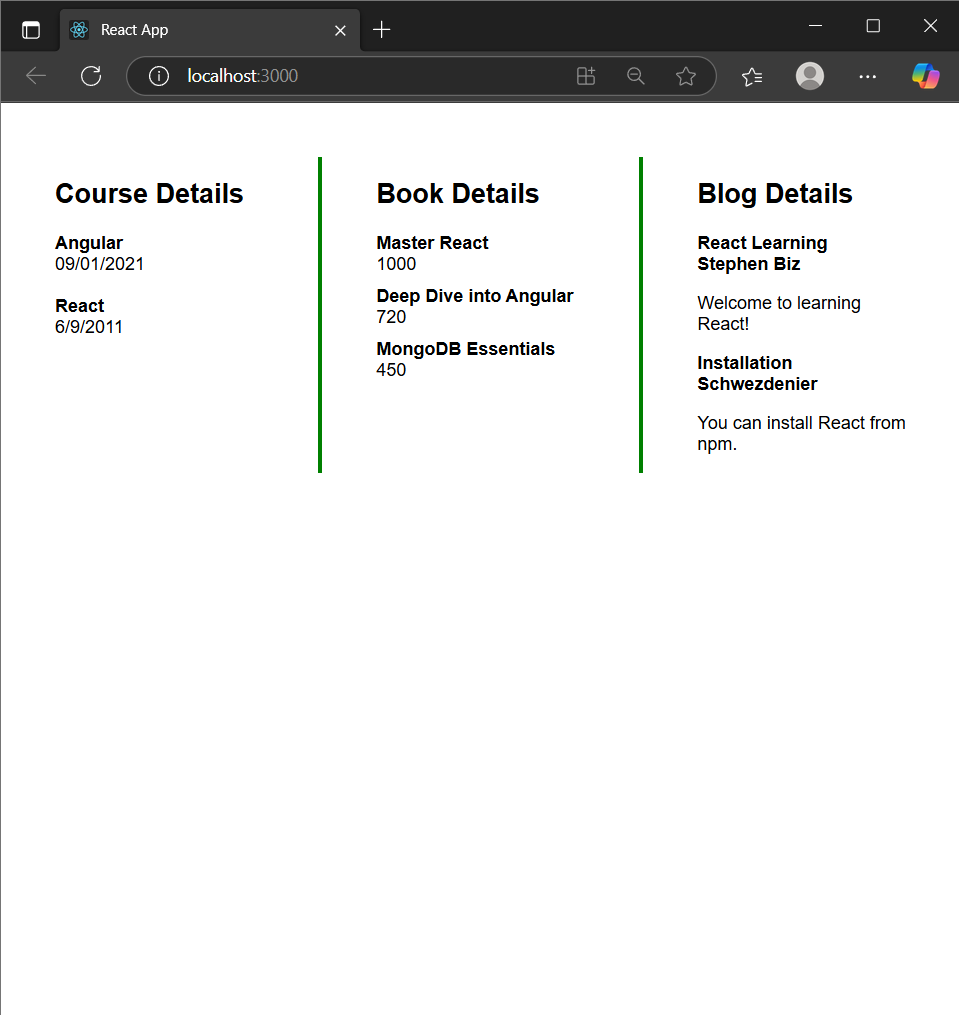 React App
localhost:3000
Course Details
Angular
09/01/2021
React
6/9/2011
Book Details
Master React
1000
Deep Dive into Angular
720
MongoDB Essentials
450
Blog Details
React Learning
Stephen Biz
Welcome to learning
React!
Installation
Schwezdenier
You can install React from
npm.